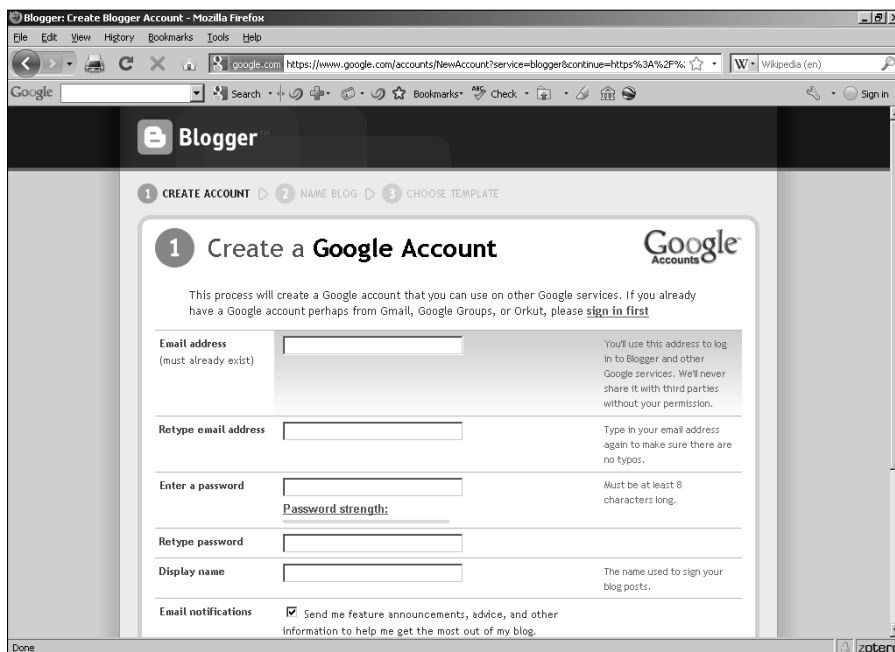 Blogger: Create Blogger Account - Mozilla Firefox
File Edit View History Bookmarks Tools Help
google.com https://www.google.com/accounts/NewAccount?service=blogger&continue=https%3A%2F% W Wikipedia (en)
Google Search Bookmarks ABC Check Sign in
Blogger™
1 CREATE ACCOUNT 2 NAME BLOG 3 CHOOSE TEMPLATE
1 Create a Google Account
Google™
Accounts
This process will create a Google account that you can use on other Google services. If you already
have a Google account perhaps from Gmail, Google Groups, or Orkut, please sign in first
Email address
(must already exist)
You'll use this address to log
in to Blogger and other
Google services. We'll never
share it with third parties
without your permission.
Retype email address
Type in your email address
again to make sure there are
no typos.
Enter a password
Must be at least 8
characters long.
Password strength:
Retype password
Display name
The name used to sign your
blog posts.
Email notifications
Send me feature announcements, advice, and other
information to help me get the most out of my blog.
Done zoter